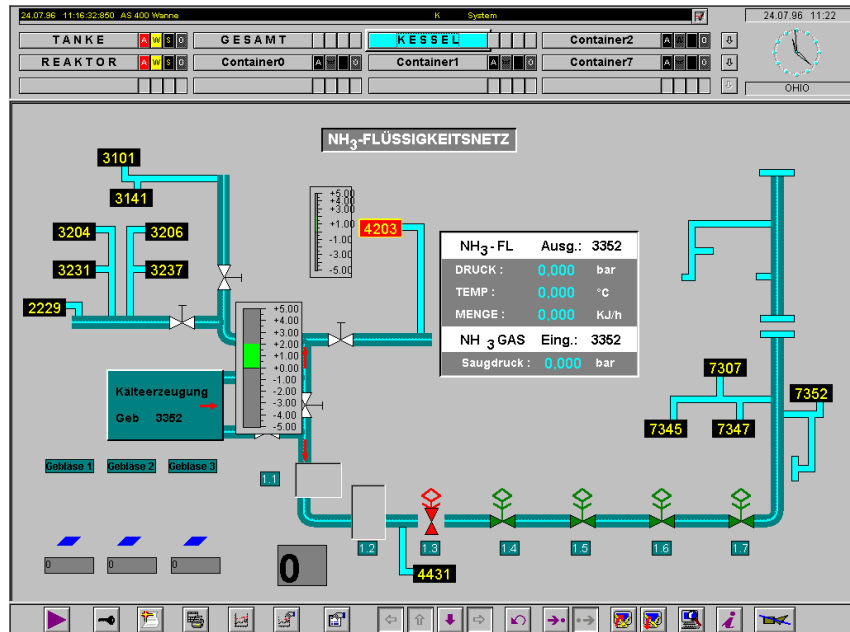 24.07.96 11:16:32:850 AS 400 Wanne K System
24.07.96 11:22
TANKE A W S O GESAMT KESSEL Container2 A O
REAKTOR A W S O Container0 A O Container1 A O Container7 A O
OHIO
NH3-FLÜSSIGKEITSNETZ
3101
3141
3204 3206
3231 3237
2229
+5.00
+4.00
+3.00
+1.00
-1.00
-3.00
-5.00
4203
NH3-FL Ausg.: 3352
DRUCK : 0,000 bar
TEMP : 0,000 °C
MENGE : 0,000 KJ/h
NH 3 GAS Eing.: 3352
Saugdruck : 0,000 bar
+5.00
+4.00
+3.00
+2.00
+1.00
+0.00
-1.00
-2.00
-3.00
-4.00
-5.00
Kälteerzeugung
Geb 3352
7307
7352
7345 7347
Gebläse 1 Gebläse 2 Gebläse 3
1.1
1.2 1.3 1.4 1.5 1.6 1.7
0 0 0
0
4431